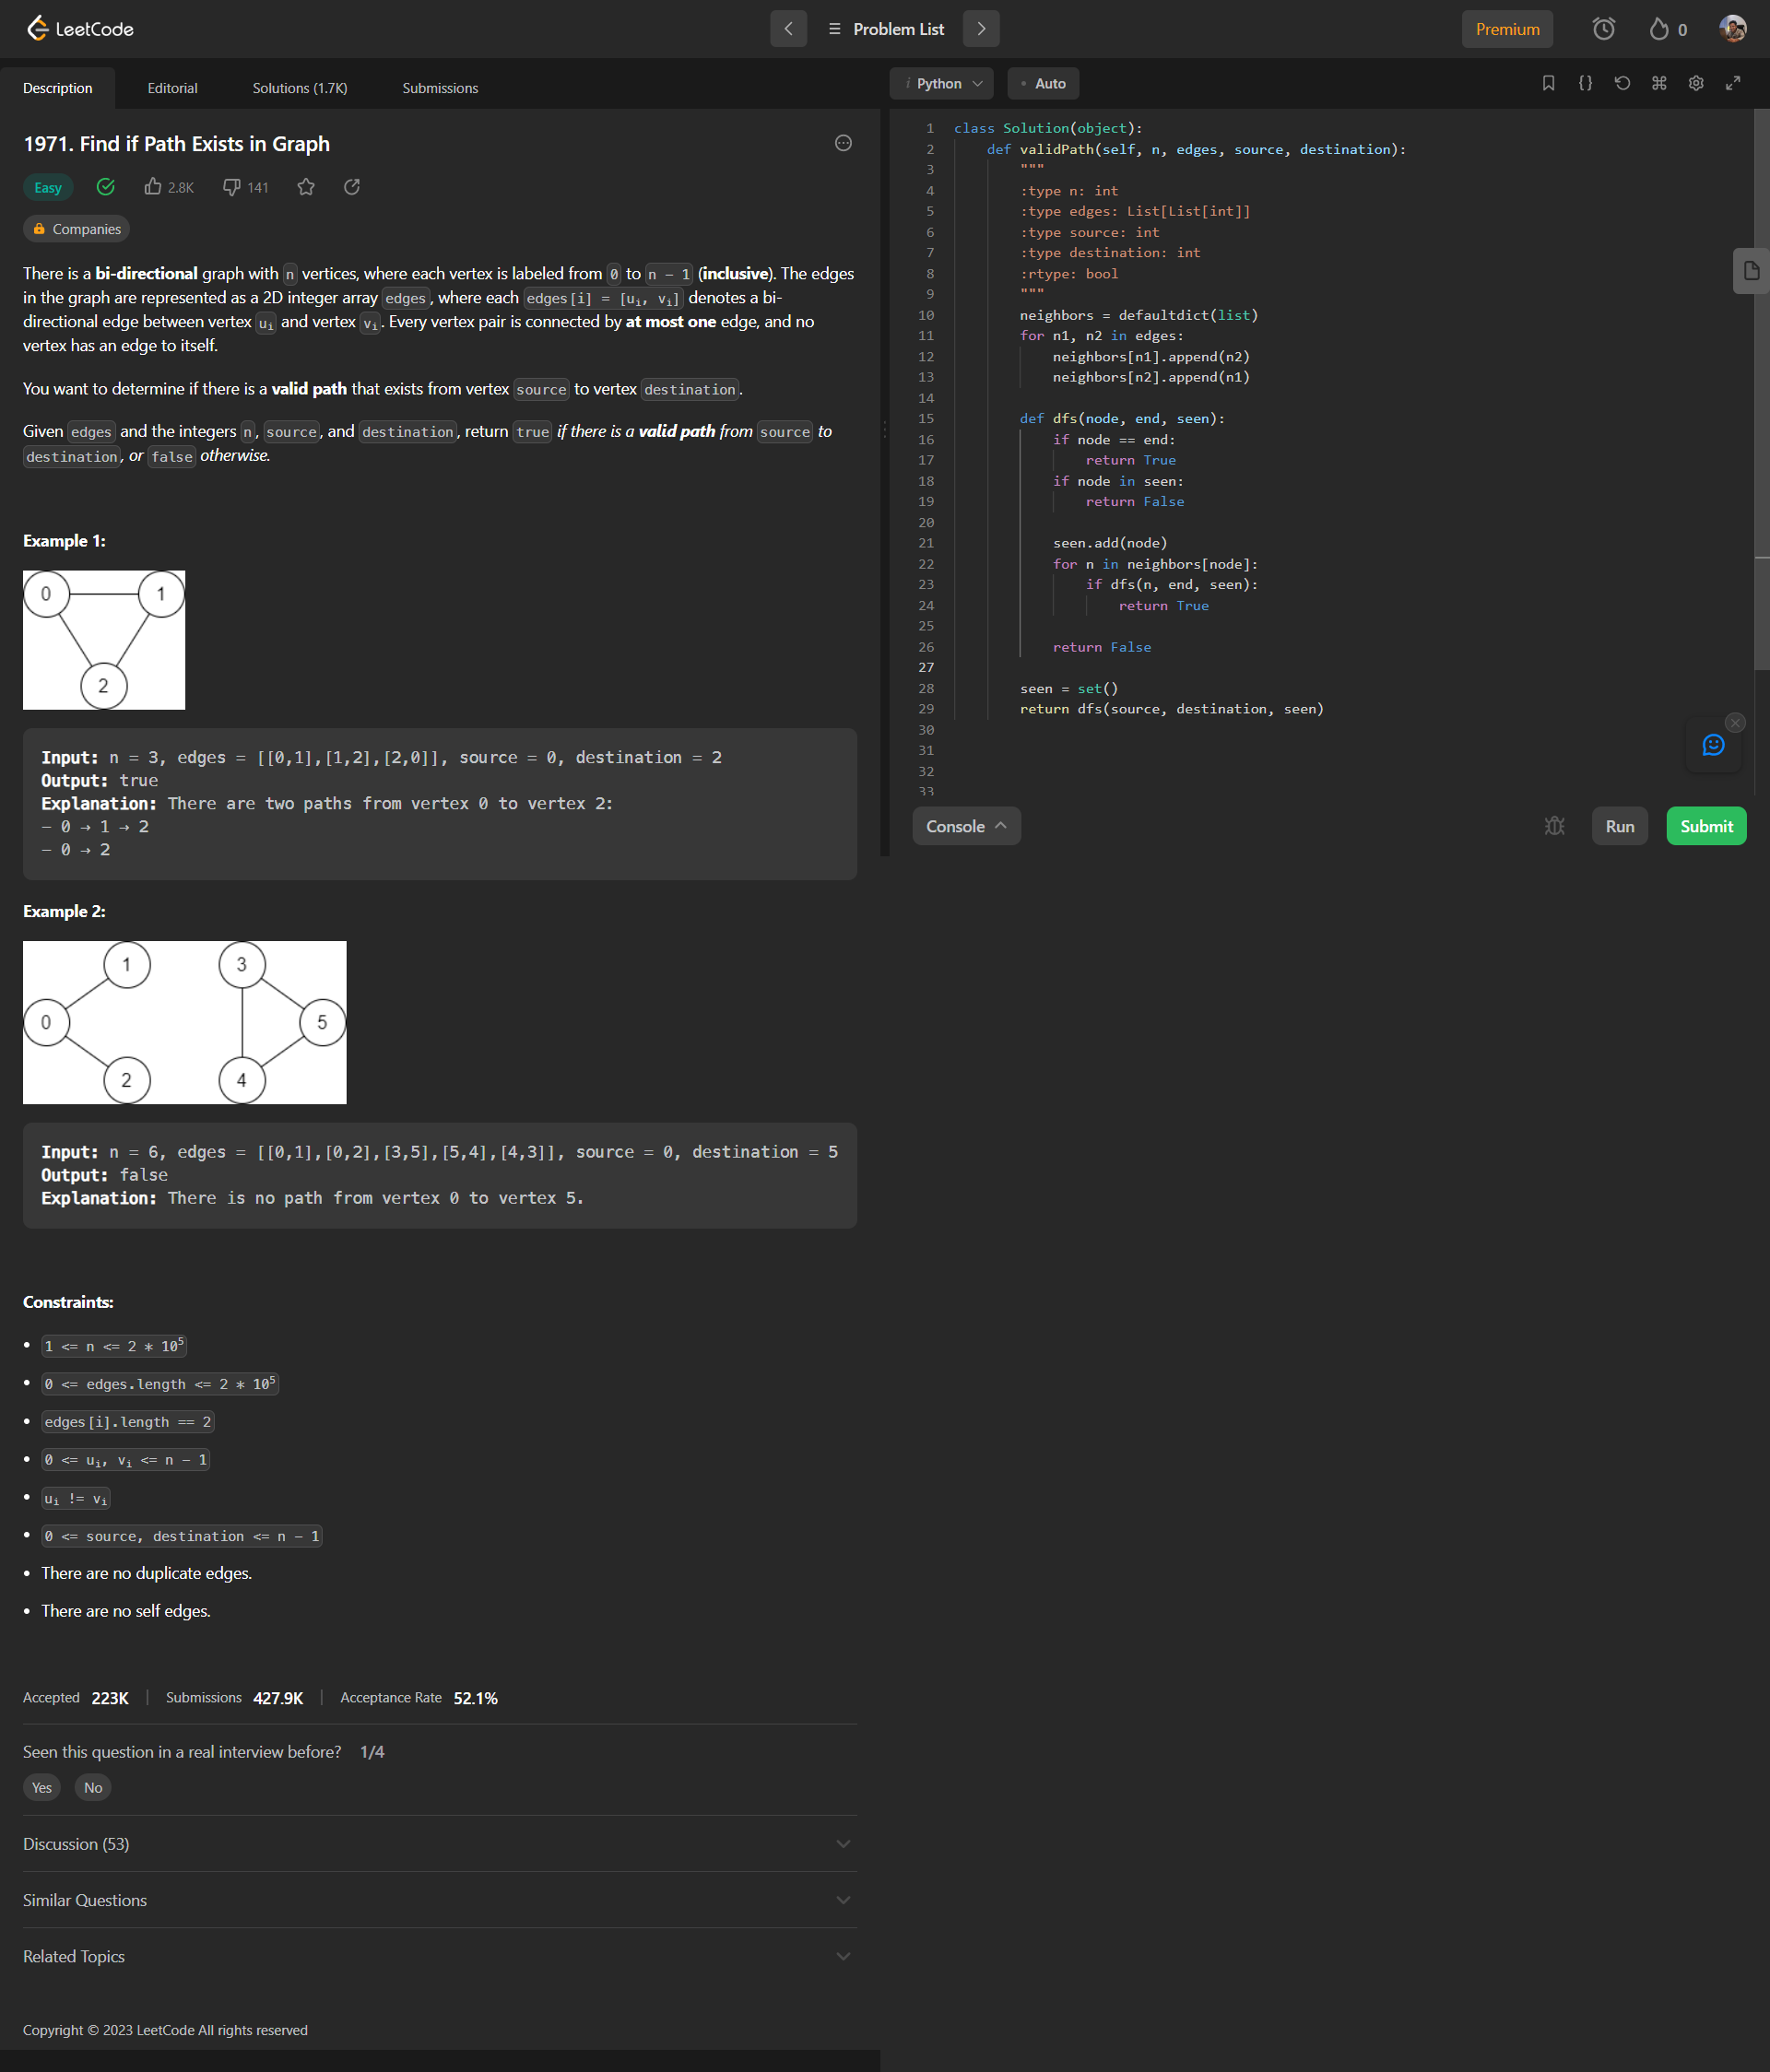 LeetCode
Problem List
Premium
0
Description
Editorial
Solutions (1.7K)
Submissions
1971. Find if Path Exists in Graph
Easy
2.8K
141
Companies
There is a bi-directional graph with n vertices, where each vertex is labeled from 0 to n - 1 (inclusive). The edges
in the graph are represented as a 2D integer array edges, where each edges[i] = [ui, vi] denotes a bi-
directional edge between vertex ui and vertex vi. Every vertex pair is connected by at most one edge, and no
vertex has an edge to itself.
You want to determine if there is a valid path that exists from vertex source to vertex destination.
Given edges and the integers n, source, and destination, return true if there is a valid path from source to
destination, or false otherwise.
Example 1:
0
1
2
Input: n = 3, edges = [[0,1],[1,2],[2,0]], source = 0, destination = 2
Output: true
Explanation: There are two paths from vertex 0 to vertex 2:
- 0 → 1 → 2
- 0 → 2
Example 2:
1
3
0
5
2
4
Input: n = 6, edges = [[0,1],[0,2],[3,5],[5,4],[4,3]], source = 0, destination = 5
Output: false
Explanation: There is no path from vertex 0 to vertex 5.
Constraints:
• 1 <= n <= 2 * 10^5
• 0 <= edges.length <= 2 * 10^5
• edges[i].length == 2
• 0 <= ui, vi <= n - 1
• ui != vi
• 0 <= source, destination <= n - 1
• There are no duplicate edges.
• There are no self edges.
Accepted 223K | Submissions 427.9K | Acceptance Rate 52.1%
Seen this question in a real interview before? 1/4
Yes
No
Discussion (53)
Similar Questions
Related Topics
Copyright © 2023 LeetCode All rights reserved
i Python
• Auto
1 class Solution(object):
2     def validPath(self, n, edges, source, destination):
3         """
4         :type n: int
5         :type edges: List[List[int]]
6         :type source: int
7         :type destination: int
8         :rtype: bool
9         """
10         neighbors = defaultdict(list)
11         for n1, n2 in edges:
12             neighbors[n1].append(n2)
13             neighbors[n2].append(n1)
14
15         def dfs(node, end, seen):
16             if node == end:
17                 return True
18             if node in seen:
19                 return False
20
21             seen.add(node)
22             for n in neighbors[node]:
23                 if dfs(n, end, seen):
24                     return True
25
26             return False
27
28         seen = set()
29         return dfs(source, destination, seen)
30
31
32
33
Console
Run
Submit